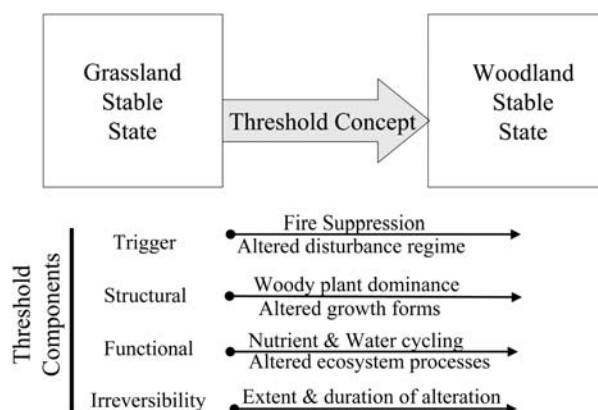 Grassland
Stable
State
Threshold Concept
Woodland
Stable
State
Threshold
Components
Trigger
Fire Suppression
Altered disturbance regime
Structural
Woody plant dominance
Altered growth forms
Functional
Nutrient & Water cycling
Altered ecosystem processes
Irreversibility
Extent & duration of alteration